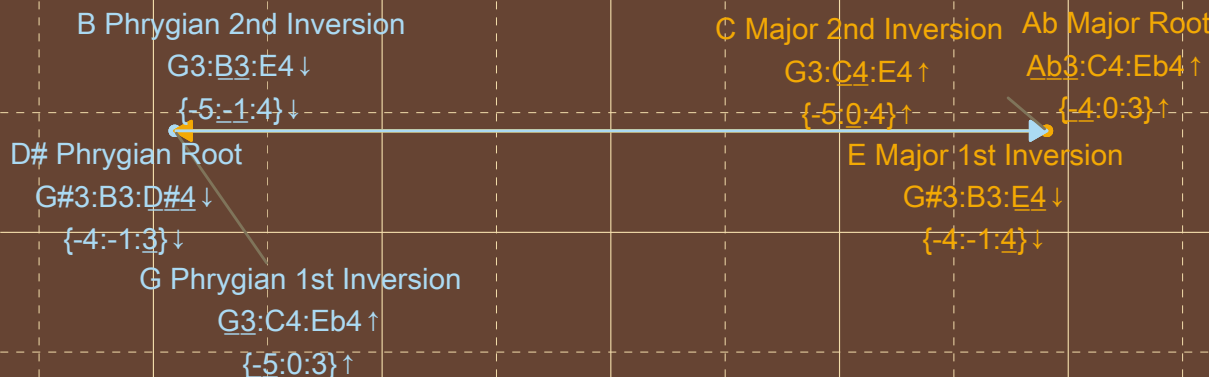 B Phrygian 2nd Inversion
G3:B3:E4↓
{-5:-1:4}↓
C Major 2nd Inversion
G3:C4:E4↑
{-5:0:4}↑
Ab Major Root
Ab3:C4:Eb4↑
{-4:0:3}↑
D# Phrygian Root
G#3:B3:D#4↓
{-4:-1:3}↓
E Major 1st Inversion
G#3:B3:E4↓
{-4:-1:4}↓
G Phrygian 1st Inversion
G3:C4:Eb4↑
{-5:0:3}↑